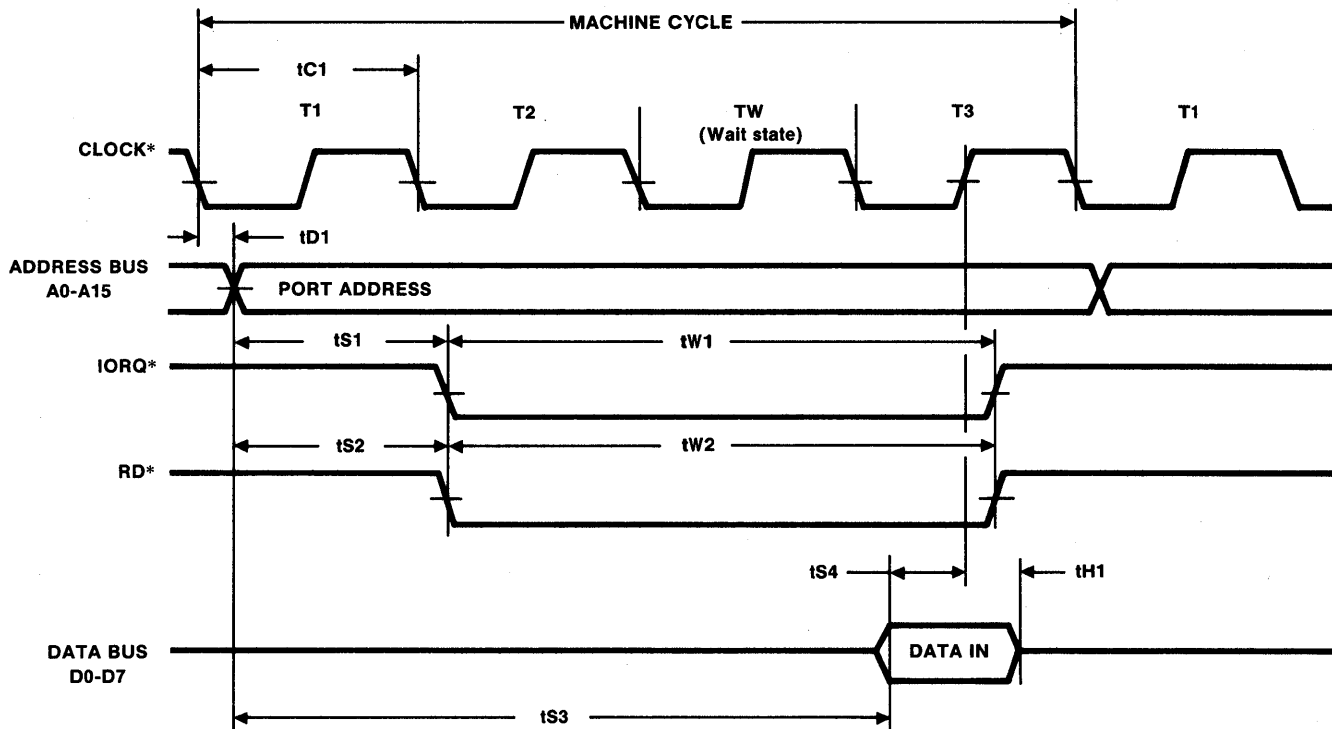 MACHINE CYCLE
tC1
T1
T2
TW
(Wait state)
T3
T1
CLOCK*
tD1
ADDRESS BUS
A0-A15
PORT ADDRESS
tS1
tW1
IORQ*
tS2
tW2
RD*
tS4
tH1
DATA BUS
D0-D7
DATA IN
tS3